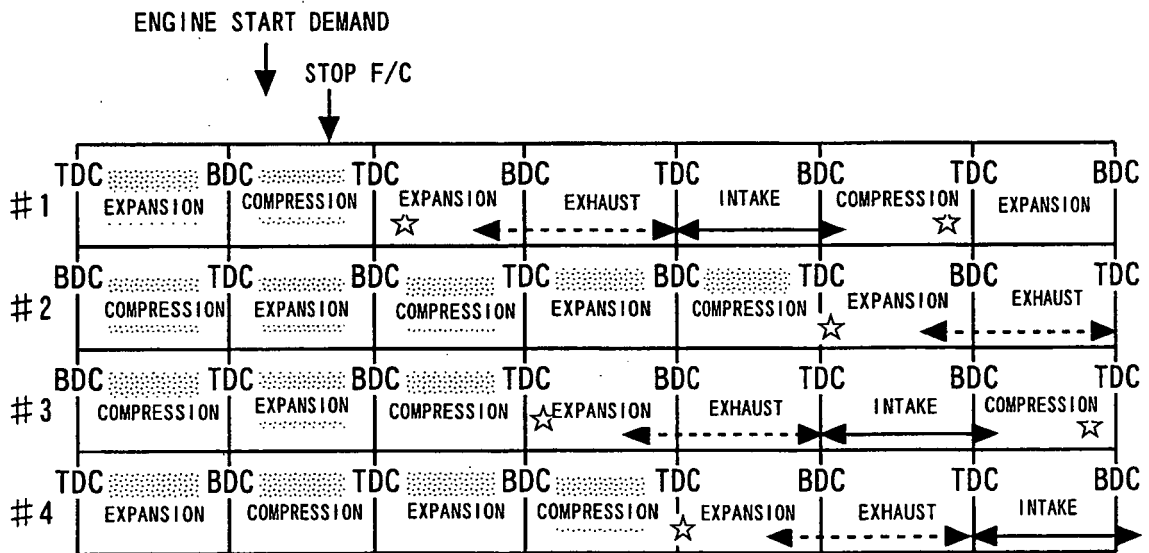 ENGINE START DEMAND
STOP F/C
TDC BDC TDC BDC TDC BDC TDC BDC
#1 EXPANSION COMPRESSION EXPANSION EXHAUST INTAKE COMPRESSION EXPANSION
BDC TDC BDC TDC BDC TDC BDC TDC
#2 COMPRESSION EXPANSION COMPRESSION EXPANSION COMPRESSION EXPANSION EXHAUST
BDC TDC BDC TDC BDC TDC BDC TDC
#3 COMPRESSION EXPANSION COMPRESSION EXPANSION EXHAUST INTAKE COMPRESSION
TDC BDC TDC BDC TDC BDC TDC BDC
#4 EXPANSION COMPRESSION EXPANSION COMPRESSION EXPANSION EXHAUST INTAKE